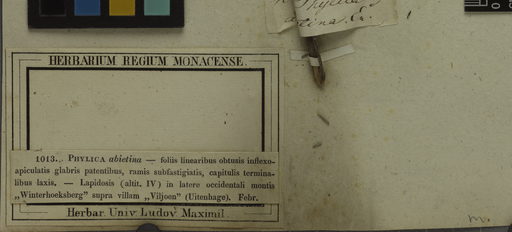 Phylica
HERBARIUM REGIUM MONACENSE.
1013.. PHYLICA abietina — foliis linearibus obtusis inflexo-
apiculatis glabris patentibus, ramis subfastigiatis, capitulis termina-
libus laxis. — Lapidosis (altit. IV) in latere occidentali montis
„Winterhoeksberg” supra villam „Viljoen” (Uitenhage). Febr.
Herbar. Univ. Ludov. Maximil.
m.